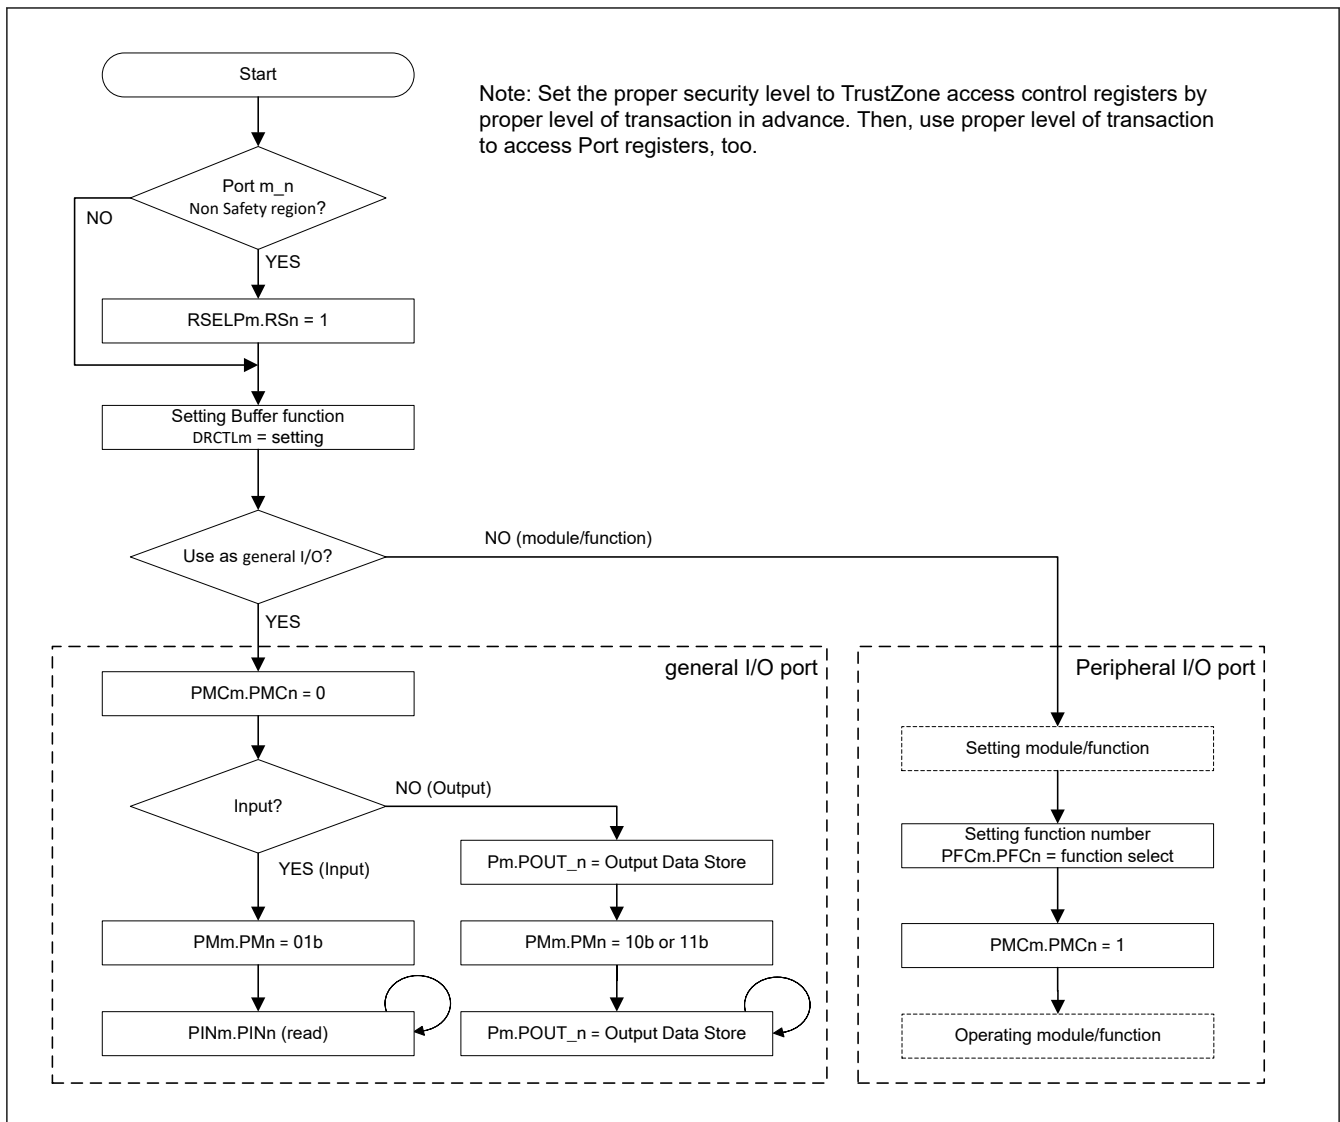 Start
Note: Set the proper security level to TrustZone access control registers by
proper level of transaction in advance. Then, use proper level of transaction
to access Port registers, too.
Port m_n
Non Safety region?
NO
YES
RSELPm.RSn = 1
Setting Buffer function
DRCTLm = setting
Use as general I/O?
NO (module/function)
YES
general I/O port
Peripheral I/O port
PMCm.PMCn = 0
Setting module/function
Input?
NO (Output)
YES (Input)
Setting function number
PFCm.PFCn = function select
Pm.POUT_n = Output Data Store
PMm.PMn = 01b
PMm.PMn = 10b or 11b
PMCm.PMCn = 1
PINm.PINn (read)
Pm.POUT_n = Output Data Store
Operating module/function